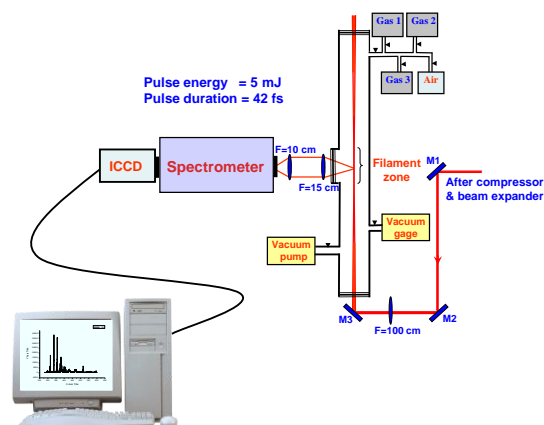 Gas 1
Gas 2
Gas 3
Air
Pulse energy = 5 mJ
Pulse duration = 42 fs
ICCD
Spectrometer
F=10 cm
F=15 cm
Filament
zone
M1
After compressor
& beam expander
Vacuum
pump
Vacuum
gage
M3
F=100 cm
M2